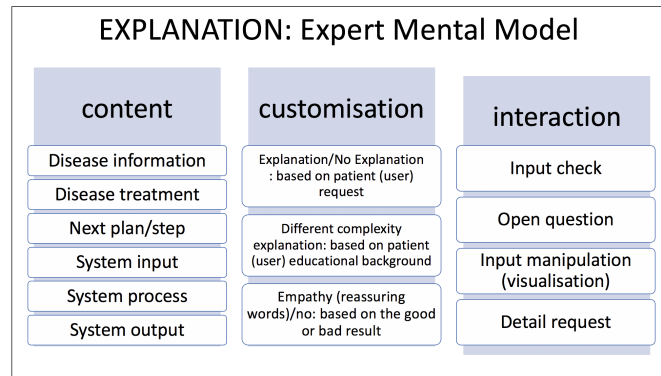 EXPLANATION: Expert Mental Model
content
Disease information
Disease treatment
Next plan/step
System input
System process
System output
customisation
Explanation/No Explanation
: based on patient (user)
request
Different complexity
explanation: based on patient
(user) educational background
Empathy (reassuring
words)/no: based on the good
or bad result
interaction
Input check
Open question
Input manipulation
(visualisation)
Detail request